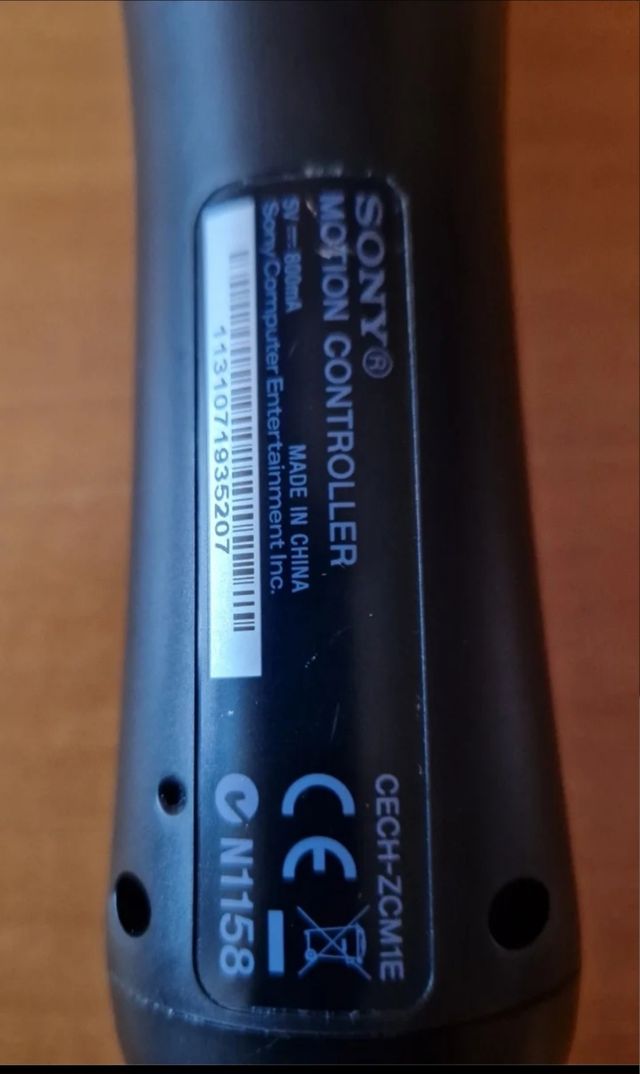 SONY®
MOTION CONTROLLER
5V 800mA MADE IN CHINA
Sony Computer Entertainment Inc.
1131071935207
CECH-ZCM1E
CE
N1158